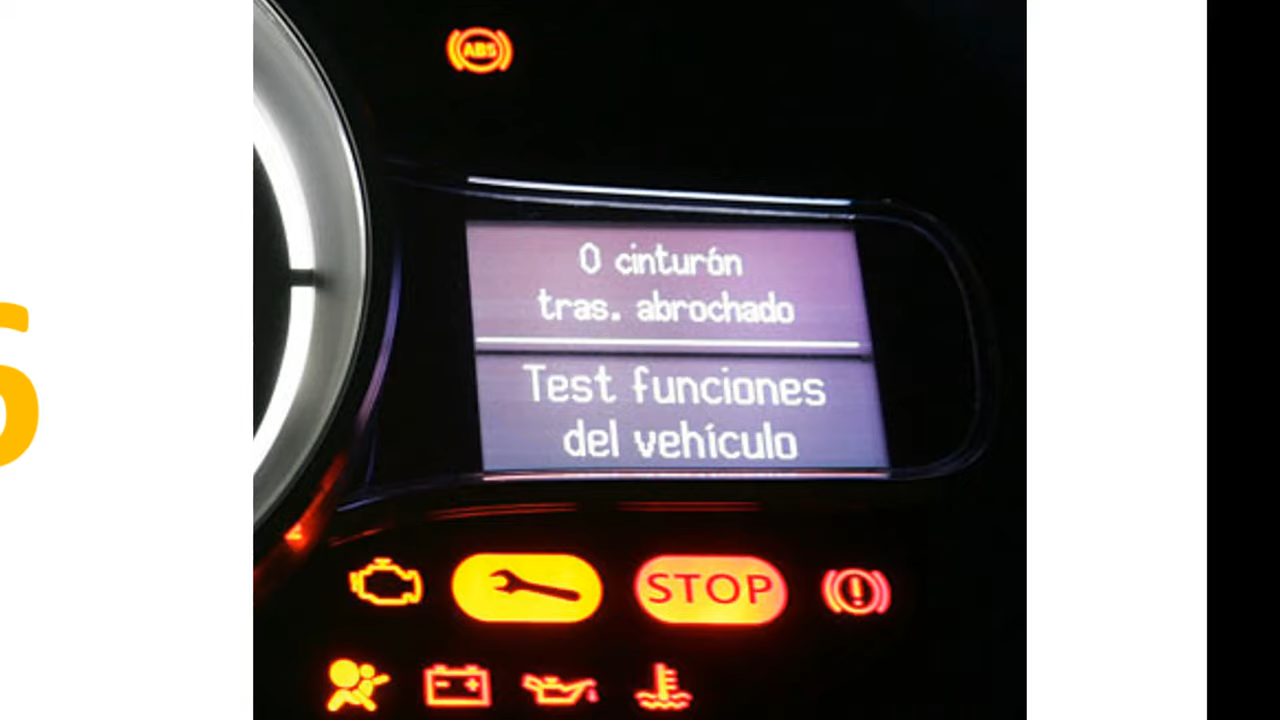 ABS
0 cinturón
tras. abrochado
Test funciones
del vehículo
STOP